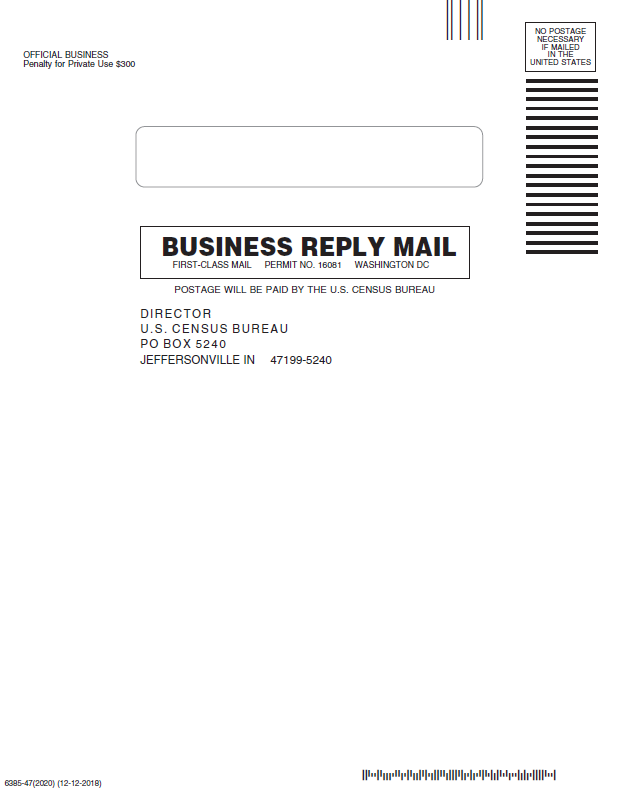 OFFICIAL BUSINESS
Penalty for Private Use $300
NO POSTAGE
NECESSARY
IF MAILED
IN THE
UNITED STATES
BUSINESS REPLY MAIL
FIRST-CLASS MAIL PERMIT NO. 16081 WASHINGTON DC
POSTAGE WILL BE PAID BY THE U.S. CENSUS BUREAU
DIRECTOR
U.S. CENSUS BUREAU
PO BOX 5240
JEFFERSONVILLE IN 47199-5240
6385-47(2020) (12-12-2018)